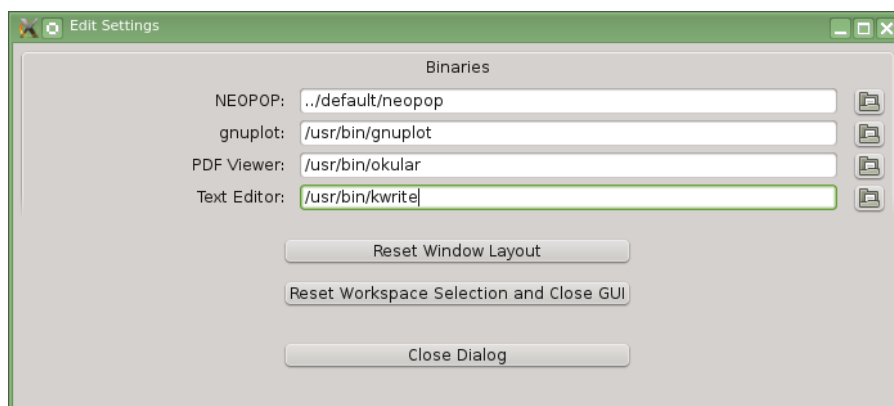 Edit Settings
Binaries
NEOPOP: ../default/neopop
gnuplot: /usr/bin/gnuplot
PDF Viewer: /usr/bin/okular
Text Editor: /usr/bin/kwrite
Reset Window Layout
Reset Workspace Selection and Close GUI
Close Dialog